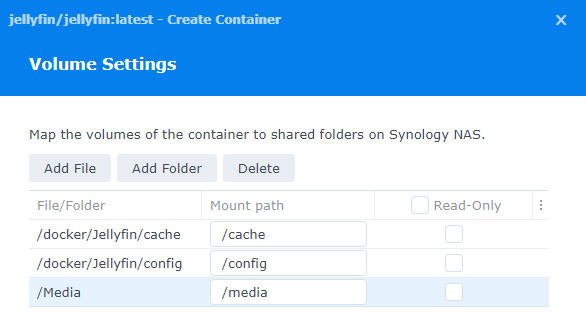 jellyfin/jellyfin:latest - Create Container X
Volume Settings
Map the volumes of the container to shared folders on Synology NAS.
Add File Add Folder Delete
File/Folder Mount path Read-Only
/docker/Jellyfin/cache /cache
/docker/Jellyfin/config /config
/Media /media